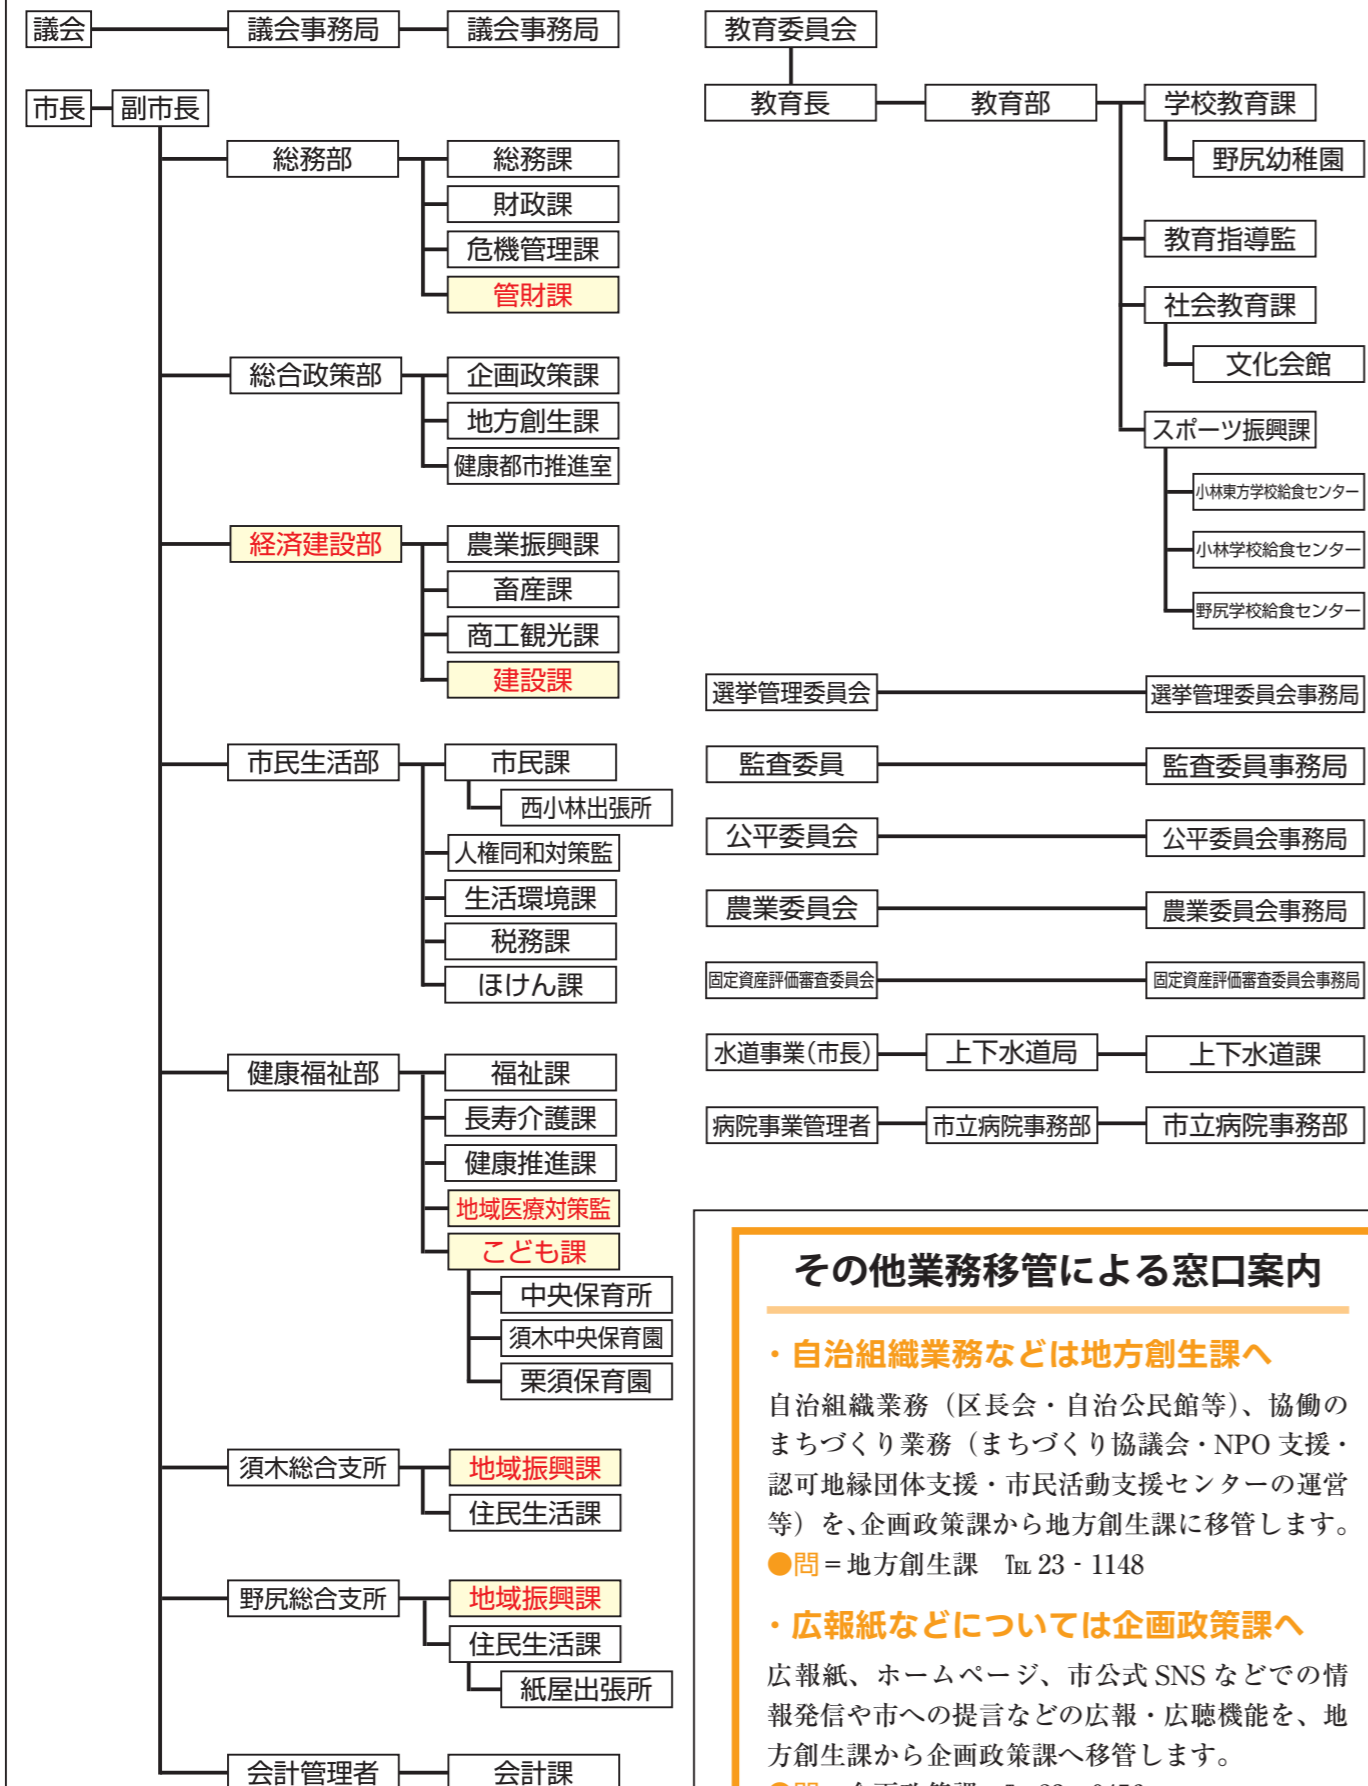 議会 議会事務局 議会事務局
市長 副市長
総務部 総務課
財政課
危機管理課
管財課
総合政策部 企画政策課
地方創生課
健康都市推進室
経済建設部 農業振興課
畜産課
商工観光課
建設課
市民生活部 市民課
西小林出張所
人権同和対策監
生活環境課
税務課
ほけん課
健康福祉部 福祉課
長寿介護課
健康推進課
地域医療対策監
こども課
中央保育所
須木中央保育園
栗須保育園
須木総合支所 地域振興課
住民生活課
野尻総合支所 地域振興課
住民生活課
紙屋出張所
会計管理者 会計課
教育委員会
教育長 教育部 学校教育課
野尻幼稚園
教育指導監
社会教育課
文化会館
スポーツ振興課
小林東方学校給食センター
小林学校給食センター
野尻学校給食センター
選挙管理委員会 選挙管理委員会事務局
監査委員 監査委員事務局
公平委員会 公平委員会事務局
農業委員会 農業委員会事務局
固定資産評価審査委員会 固定資産評価審査委員会事務局
水道事業(市長) 上下水道局 上下水道課
病院事業管理者 市立病院事務部 市立病院事務部
その他業務移管による窓口案内
・自治組織業務などは地方創生課へ
自治組織業務（区長会・自治公民館等）、協働の
まちづくり業務（まちづくり協議会・NPO 支援・
認可地縁団体支援・市民活動支援センターの運営
等）を、企画政策課から地方創生課に移管します。
●問＝地方創生課　℡ 23‐1148
・広報紙などについては企画政策課へ
広報紙、ホームページ、市公式 SNS などでの情
報発信や市への提言などの広報・広聴機能を、地
方創生課から企画政策課へ移管します。